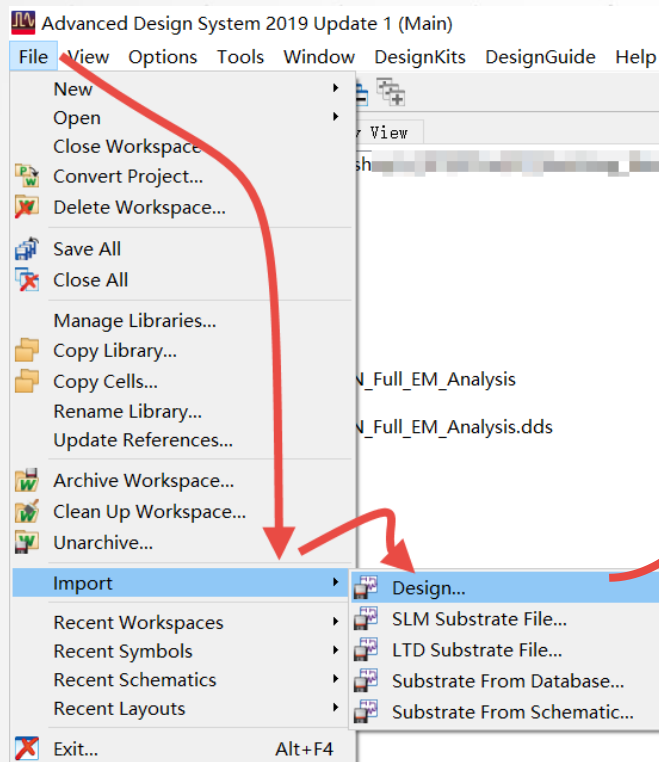 Advanced Design System 2019 Update 1 (Main)
File View Options Tools Window DesignKits DesignGuide Help
New
Open
View
Close Workspace
Convert Project...
Delete Workspace...
Save All
Close All
Manage Libraries...
Copy Library...
Copy Cells...
N_Full_EM_Analysis
Rename Library...
N_Full_EM_Analysis.dds
Update References...
Archive Workspace...
Clean Up Workspace...
Unarchive...
Import
Design...
SLM Substrate File...
LTD Substrate File...
Substrate From Database...
Substrate From Schematic...
Recent Workspaces
Recent Symbols
Recent Schematics
Recent Layouts
Exit... Alt+F4